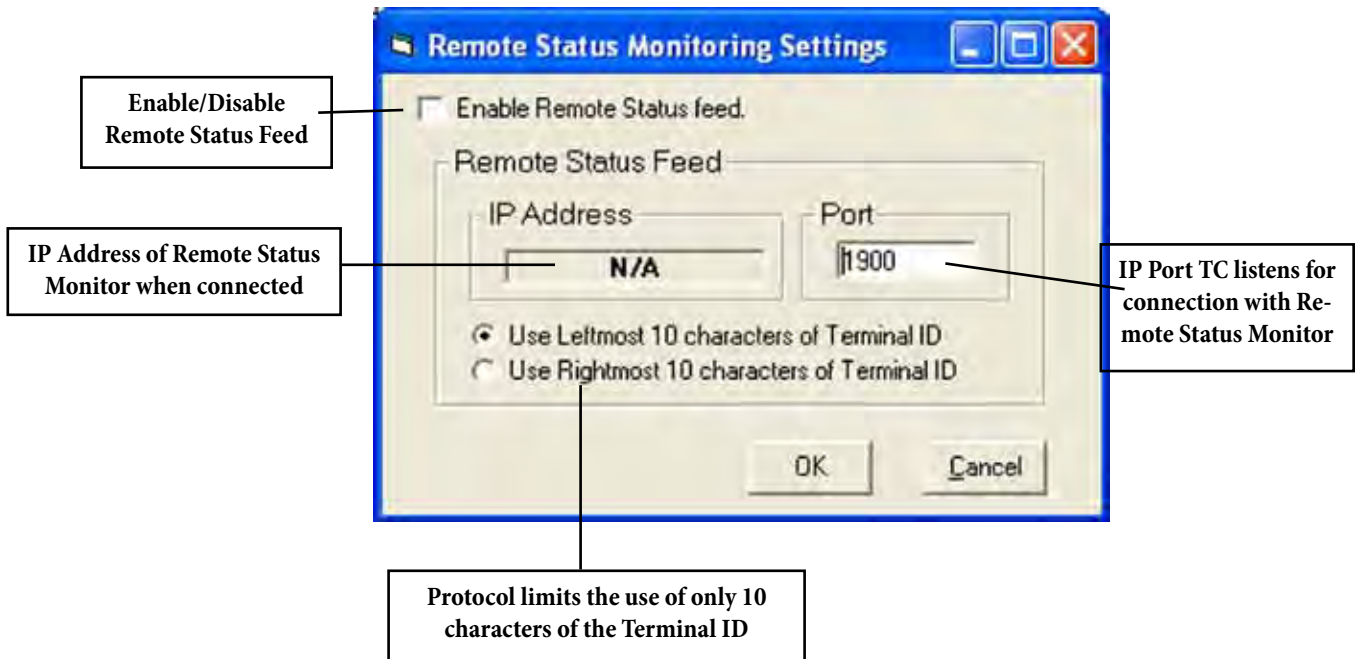 Remote Status Monitoring Settings
Enable/Disable
Remote Status Feed
Enable Remote Status feed.
Remote Status Feed
IP Address
Port
IP Address of Remote Status
Monitor when connected
N/A
1900
IP Port TC listens for
connection with Re-
mote Status Monitor
Use Leftmost 10 characters of Terminal ID
Use Rightmost 10 characters of Terminal ID
OK
Cancel
Protocol limits the use of only 10
characters of the Terminal ID